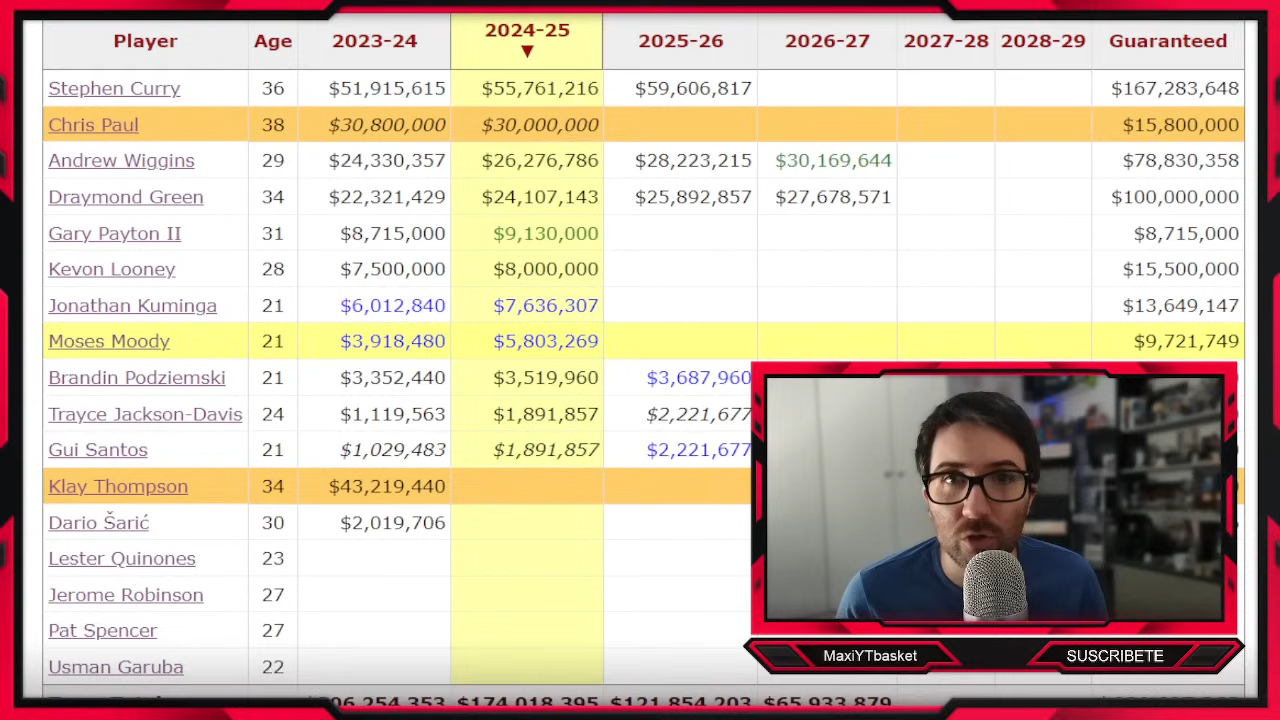 Player Age 2023-24 2024-25 2025-26 2026-27 2027-28 2028-29 Guaranteed
▼
Stephen Curry 36 $51,915,615 $55,761,216 $59,606,817 $167,283,648
Chris Paul 38 $30,800,000 $30,000,000 $15,800,000
Andrew Wiggins 29 $24,330,357 $26,276,786 $28,223,215 $30,169,644 $78,830,358
Draymond Green 34 $22,321,429 $24,107,143 $25,892,857 $27,678,571 $100,000,000
Gary Payton II 31 $8,715,000 $9,130,000 $8,715,000
Kevon Looney 28 $7,500,000 $8,000,000 $15,500,000
Jonathan Kuminga 21 $6,012,840 $7,636,307 $13,649,147
Moses Moody 21 $3,918,480 $5,803,269 $9,721,749
Brandin Podziemski 21 $3,352,440 $3,519,960 $3,687,960
Trayce Jackson-Davis 24 $1,119,563 $1,891,857 $2,221,677
Gui Santos 21 $1,029,483 $1,891,857 $2,221,677
Klay Thompson 34 $43,219,440
Dario Šarić 30 $2,019,706
Lester Quinones 23
Jerome Robinson 27
Pat Spencer 27
Usman Garuba 22
$174,018,395 $121,854,203 $65,933,879
MaxiYTbasket
SUSCRIBETE